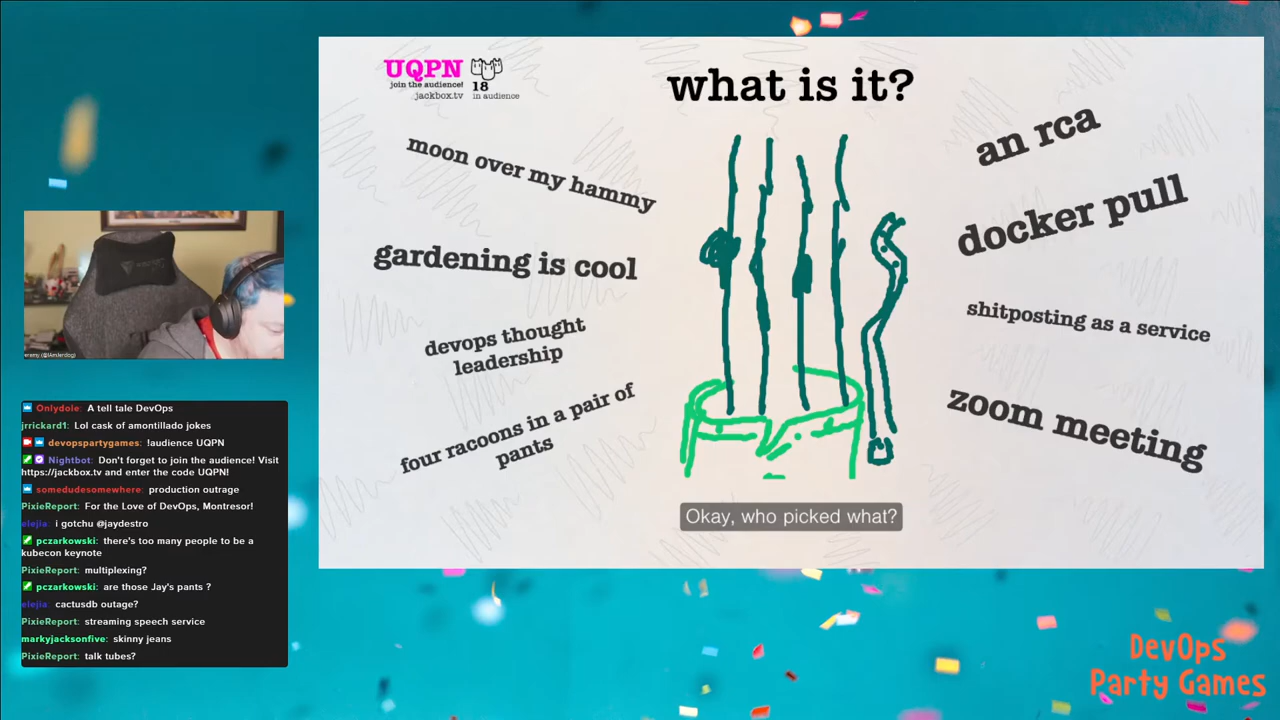 UQPN
join the audience!
jackbox.tv
18
in audience
what is it?
moon over my hammy
gardening is cool
devops thought
leadership
four racoons in a pair of
pants
an rca
docker pull
shitposting as a service
zoom meeting
Okay, who picked what?
Onlydole: A tell tale DevOps
jrrickard1: Lol cask of amontillado jokes
devopspartygames: !audience UQPN
Nightbot: Don't forget to join the audience! Visit
https://jackbox.tv and enter the code UQPN!
somedudesomewhere: production outrage
PixieReport: For the Love of DevOps, Montresor!
elejia: i gotchu @jaydestro
pczarkowski: there's too many people to be a
kubecon keynote
PixieReport: multiplexing?
pczarkowski: are those Jay's pants ?
elejia: cactusdb outage?
PixieReport: streaming speech service
markyjacksonfive: skinny jeans
PixieReport: talk tubes?
DevOps
Party Games